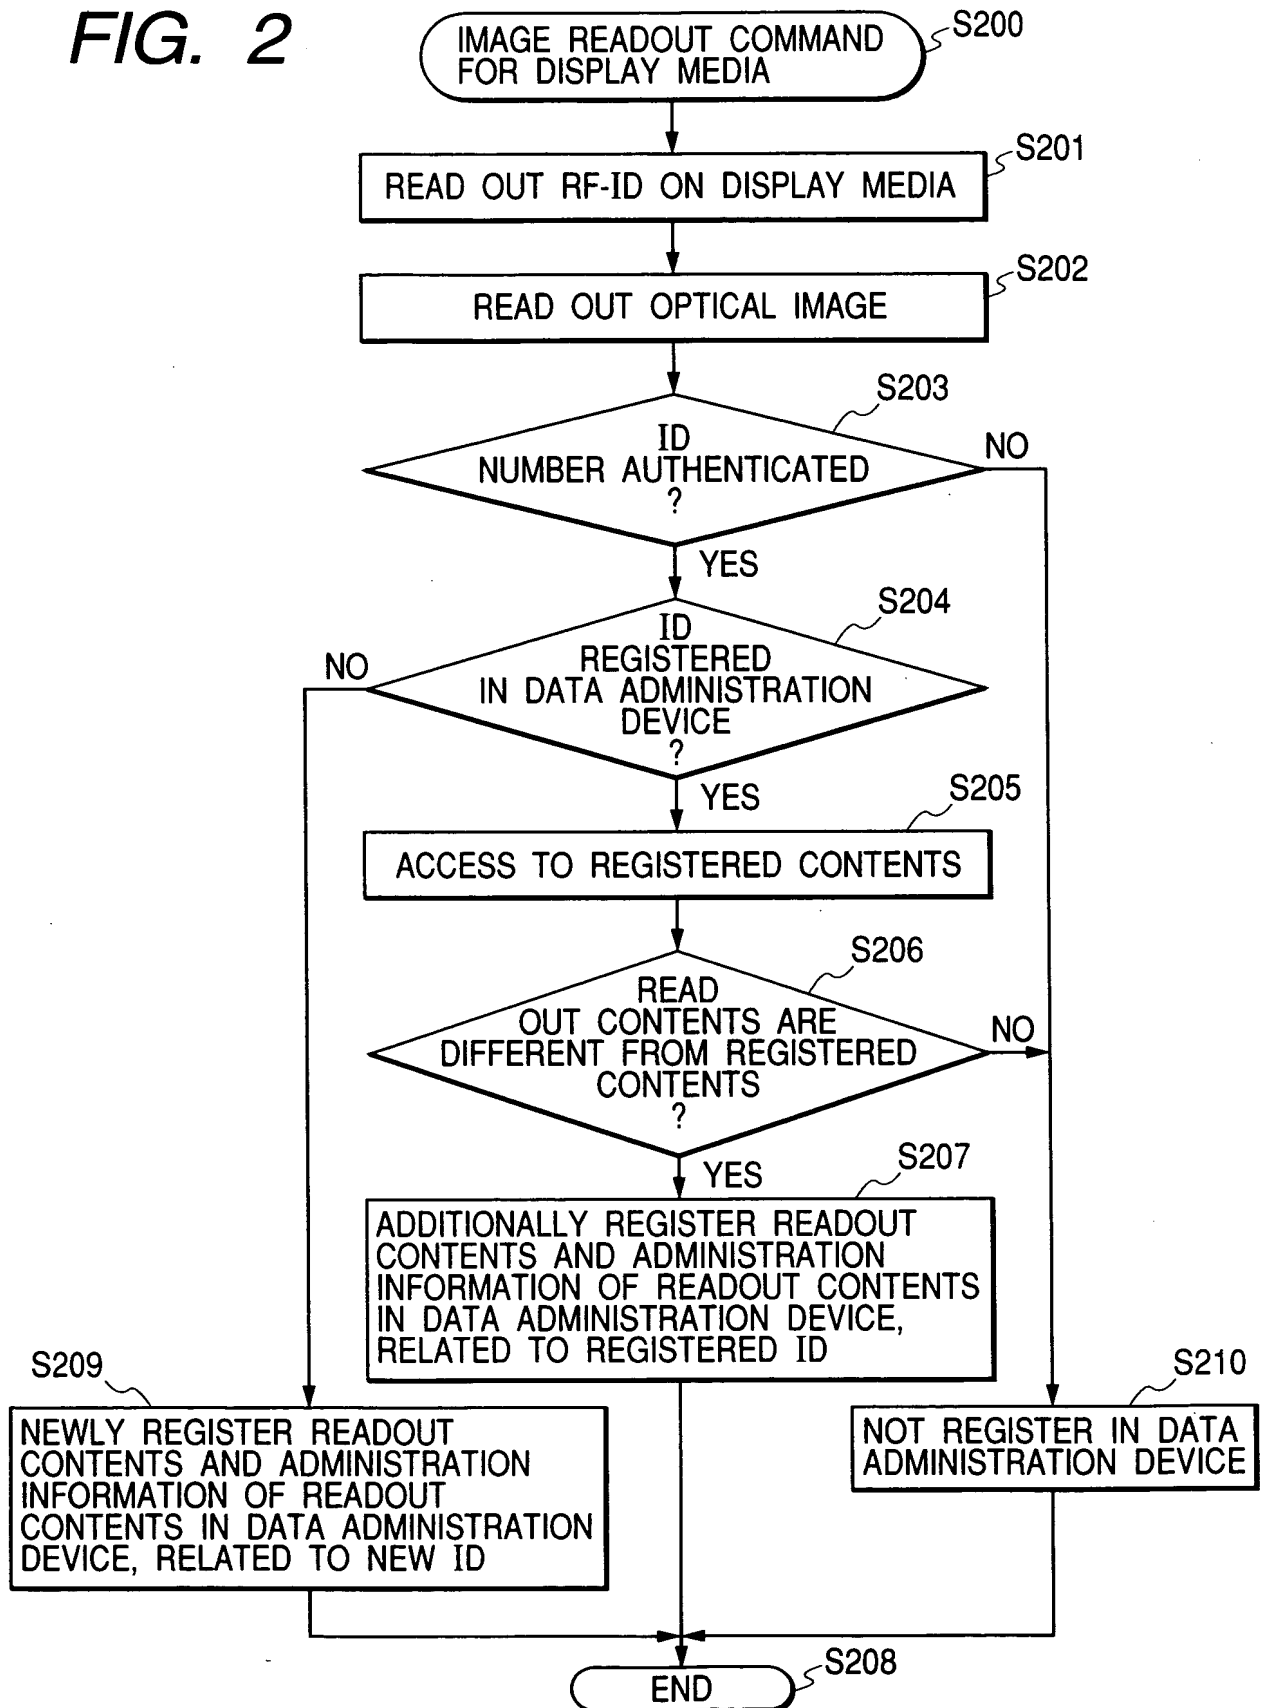 FIG. 2
IMAGE READOUT COMMAND
FOR DISPLAY MEDIA
S200
S201
READ OUT RF-ID ON DISPLAY MEDIA
S202
READ OUT OPTICAL IMAGE
S203
ID
NUMBER AUTHENTICATED
?
NO
YES
S204
ID
REGISTERED
IN DATA ADMINISTRATION
DEVICE
?
NO
YES
S205
ACCESS TO REGISTERED CONTENTS
S206
READ
OUT CONTENTS ARE
DIFFERENT FROM REGISTERED
CONTENTS
?
NO
YES
S207
ADDITIONALLY REGISTER READOUT
CONTENTS AND ADMINISTRATION
INFORMATION OF READOUT CONTENTS
IN DATA ADMINISTRATION DEVICE,
RELATED TO REGISTERED ID
S209
NEWLY REGISTER READOUT
CONTENTS AND ADMINISTRATION
INFORMATION OF READOUT
CONTENTS IN DATA ADMINISTRATION
DEVICE, RELATED TO NEW ID
S210
NOT REGISTER IN DATA
ADMINISTRATION DEVICE
S208
END